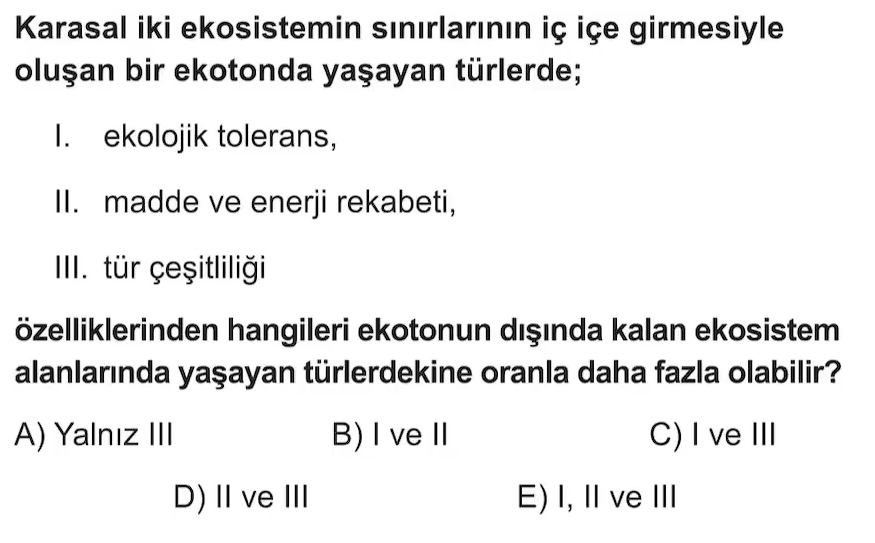 Karasal iki ekosistemin sınırlarının iç içe girmesiyle
oluşan bir ekotonda yaşayan türlerde;
I. ekolojik tolerans,
II. madde ve enerji rekabeti,
III. tür çeşitliliği
özelliklerinden hangileri ekotonun dışında kalan ekosistem
alanlarında yaşayan türlerdekine oranla daha fazla olabilir?
A) Yalnız III B) I ve II C) I ve III
D) II ve III E) I, II ve III